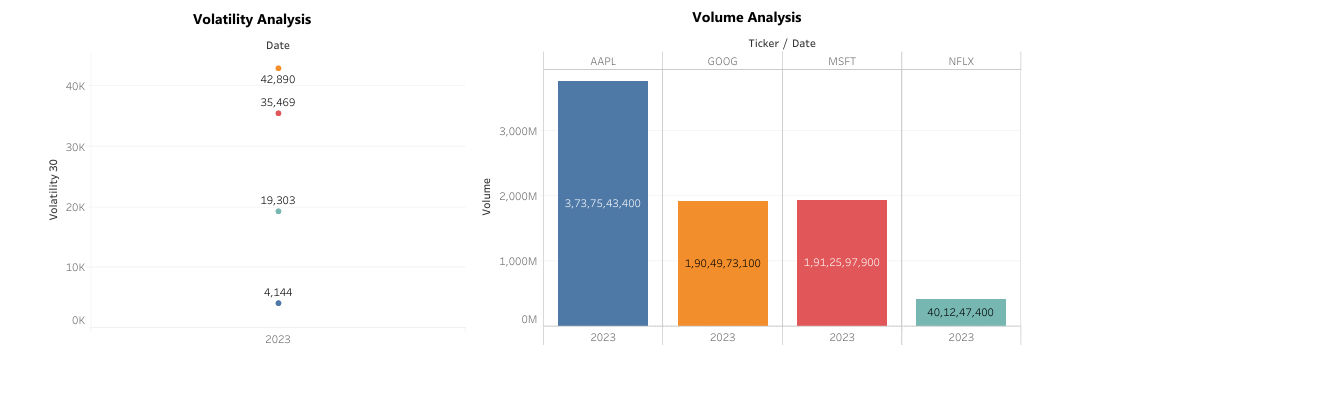 Volatility Analysis
Date
42,890
40K
35,469
30K
Volatility 30
19,303
20K
10K
4,144
0K
2023
Volume Analysis
Ticker / Date
AAPL GOOG MSFT NFLX
3,000M
2,000M
Volume
1,000M
0M
3,73,75,43,400
1,90,49,73,100
1,91,25,97,900
40,12,47,400
2023 2023 2023 2023